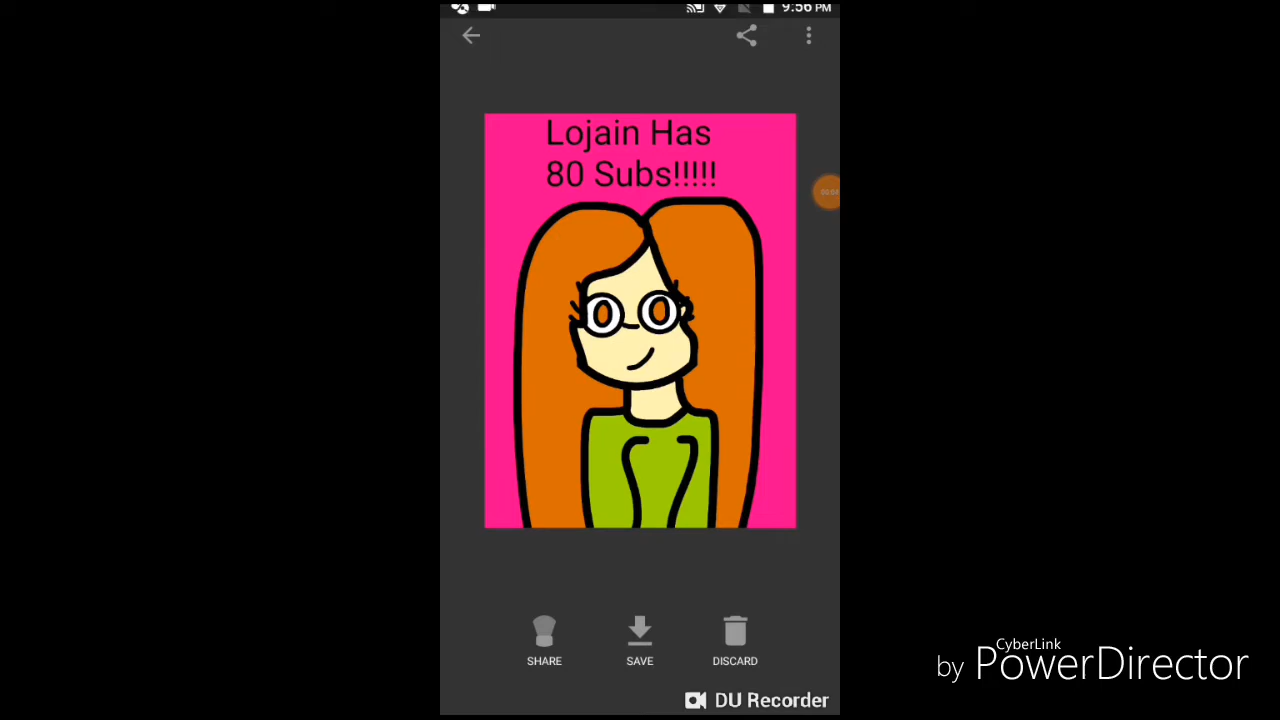 9:56 PM
Lojain Has
80 Subs!!!!!
SHARE
SAVE
DISCARD
CyberLink
by PowerDirector
DU Recorder